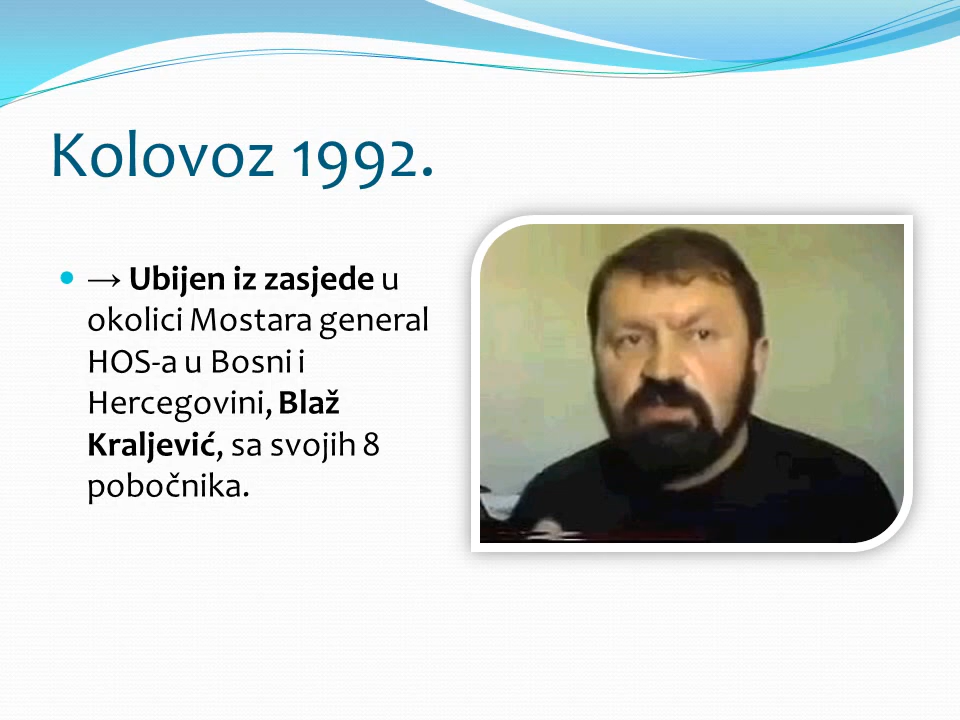 Kolovoz 1992.
→ Ubijen iz zasjede u
okolici Mostara general
HOS-a u Bosni i
Hercegovini, Blaž
Kraljević, sa svojih 8
pobočnika.